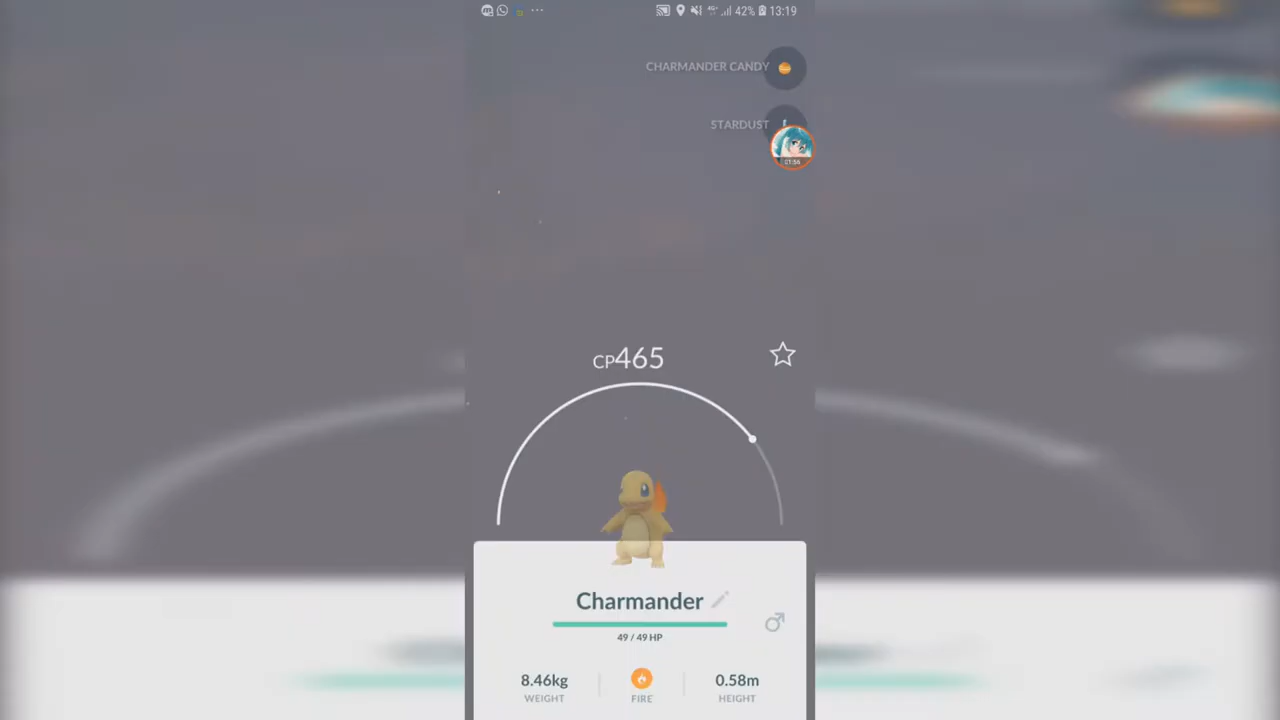 42% 13:19
CHARMANDER CANDY
STARDUST
CP465
Charmander
49 / 49 HP
8.46kg
WEIGHT
FIRE
0.58m
HEIGHT